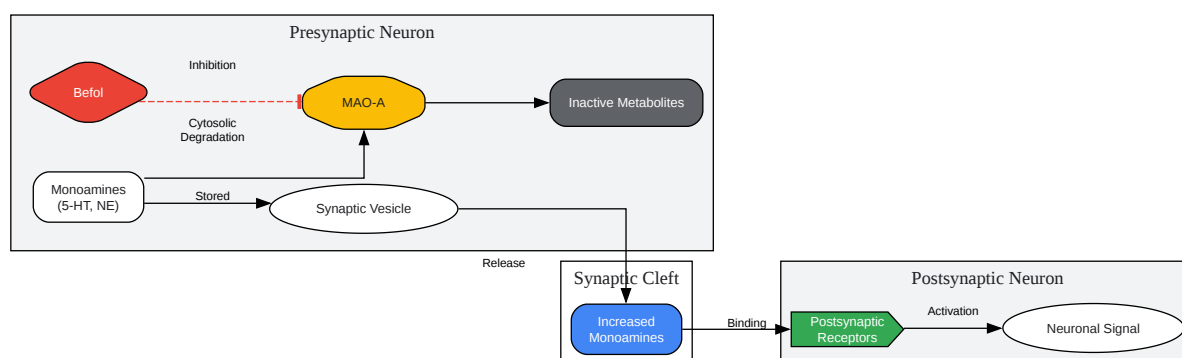 Presynaptic Neuron
Inhibition
Befol
MAO-A
Inactive Metabolites
Cytosolic
Degradation
Monoamines
(5-HT, NE)
Stored
Synaptic Vesicle
Release
Synaptic Cleft
Postsynaptic Neuron
Increased
Monoamines
Binding
Postsynaptic
Receptors
Activation
Neuronal Signal